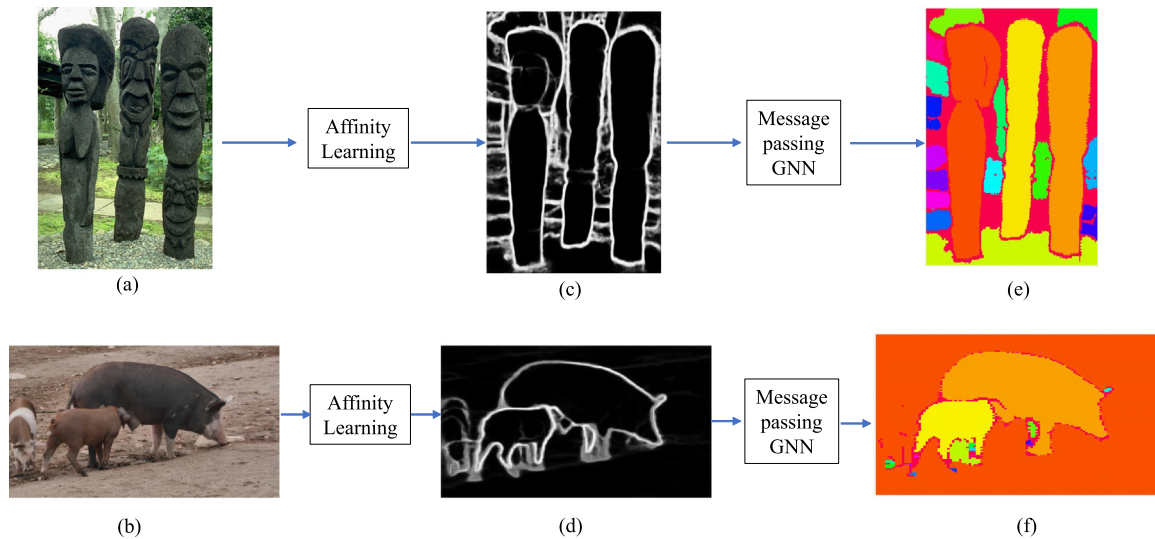 Affinity
Learning
Message
passing
GNN
(a)
(c)
(e)
Affinity
Learning
Message
passing
GNN
(b)
(d)
(f)